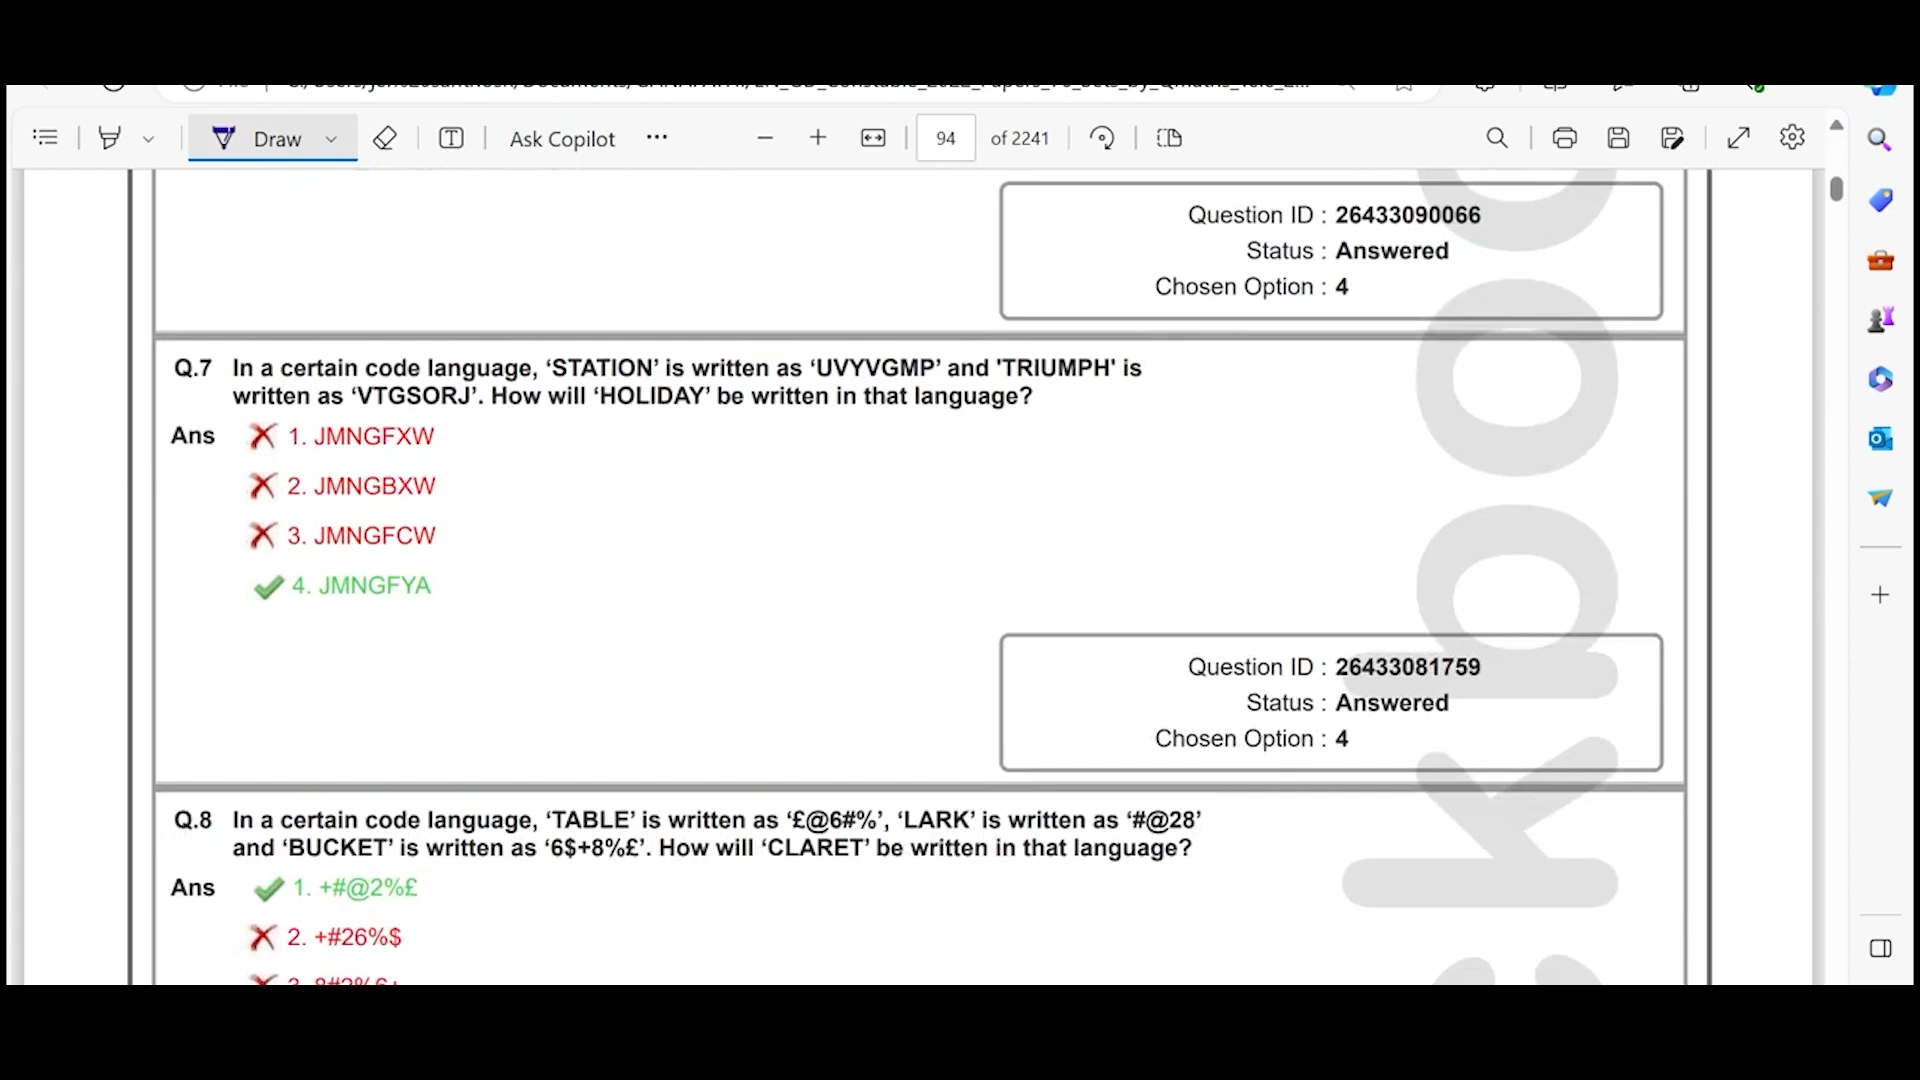 Draw
Ask Copilot
94 of 2241
Question ID : 26433090066
Status : Answered
Chosen Option : 4
Q.7 In a certain code language, ‘STATION’ is written as ‘UVYVGMP’ and 'TRIUMPH' is
written as ‘VTGSORJ’. How will ‘HOLIDAY’ be written in that language?
Ans 1. JMNGFXW
2. JMNGBXW
3. JMNGFCW
4. JMNGFYA
Question ID : 26433081759
Status : Answered
Chosen Option : 4
Q.8 In a certain code language, ‘TABLE’ is written as ‘£@6#%’, ‘LARK’ is written as ‘#@28’
and ‘BUCKET’ is written as ‘6$+8%£’. How will ‘CLARET’ be written in that language?
Ans 1. +#@2%£
2. +#26%$